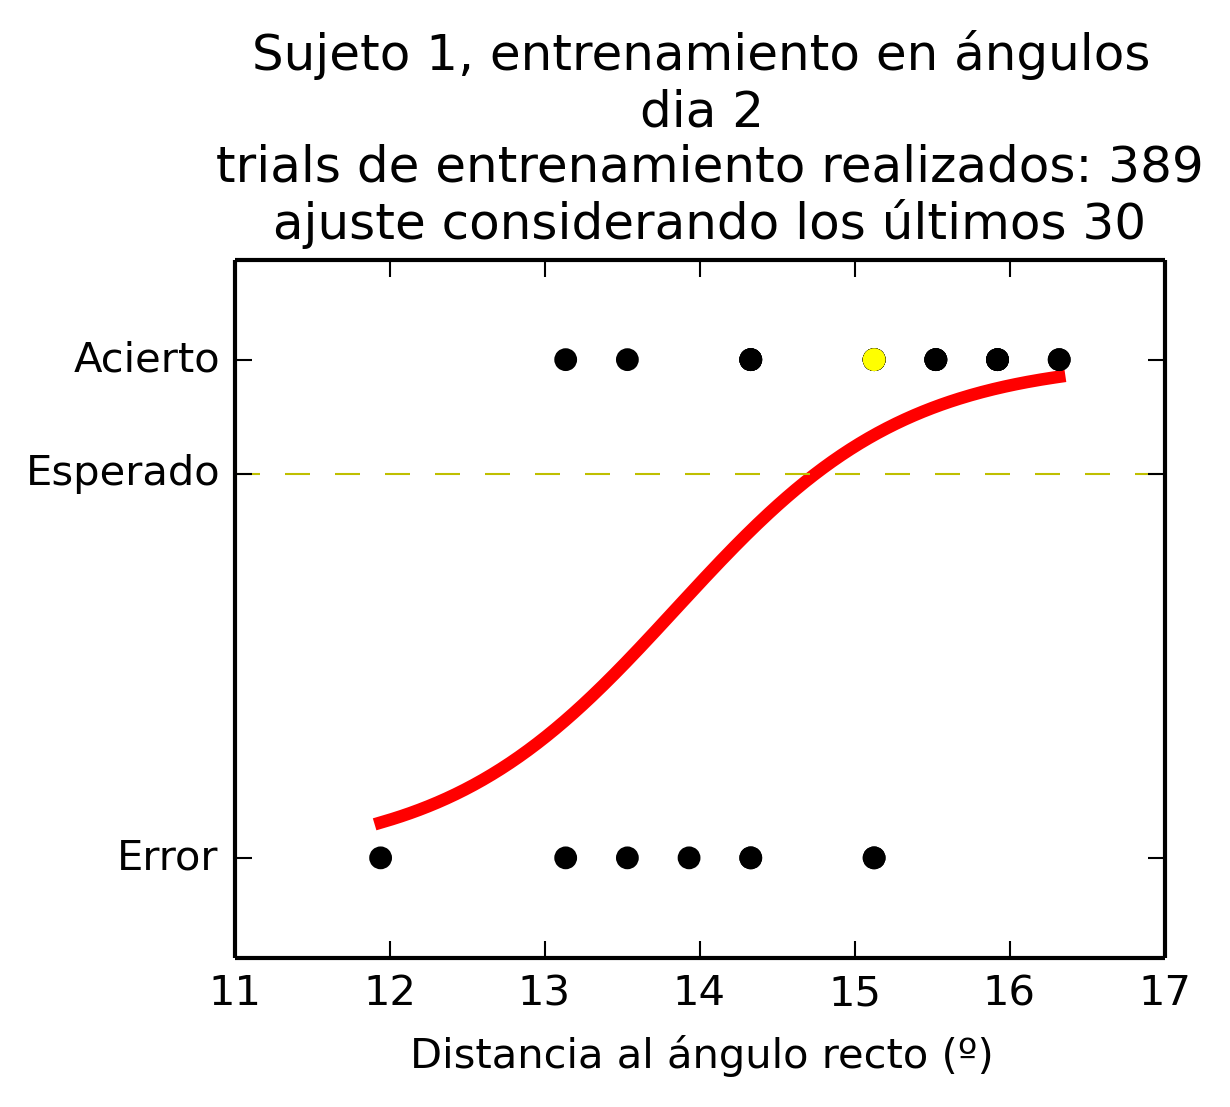 Sujeto 1, entrenamiento en ángulos
dia 2
trials de entrenamiento realizados: 389
ajuste considerando los últimos 30
Acierto
Esperado
Error
11 12 13 14 15 16 17
Distancia al ángulo recto (º)